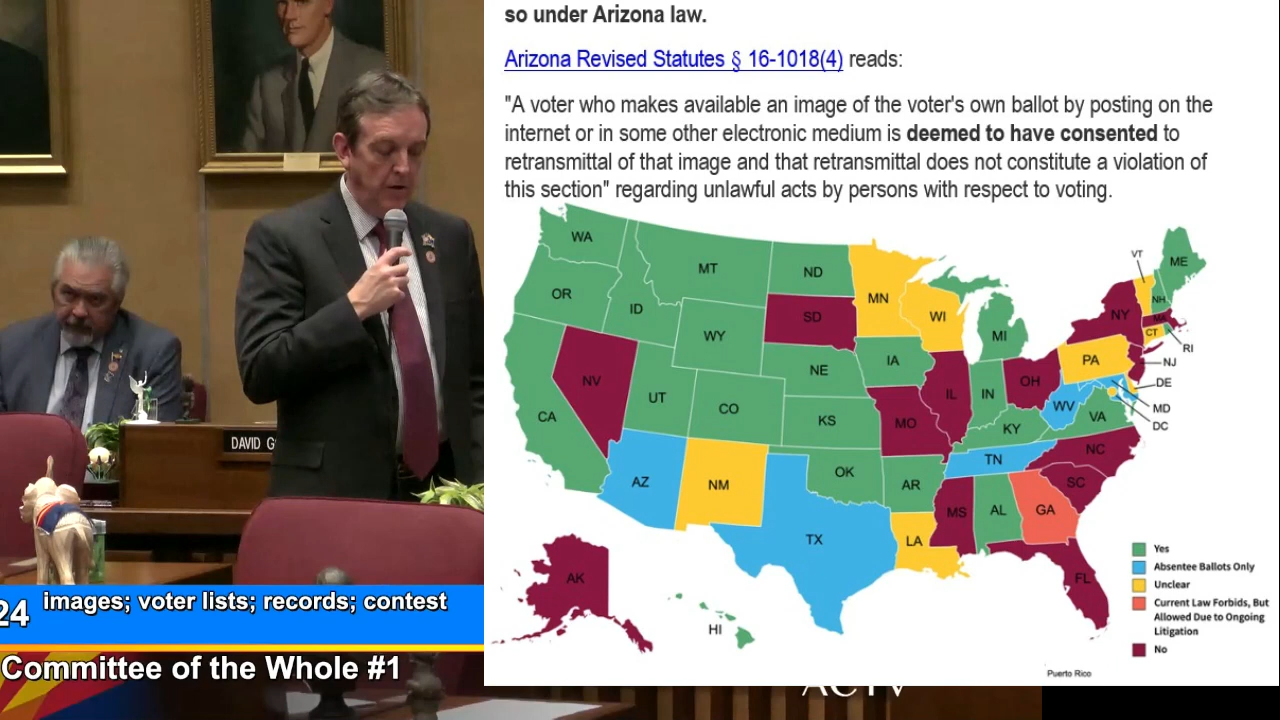 so under Arizona law.
Arizona Revised Statutes § 16-1018(4) reads:
"A voter who makes available an image of the voter's own ballot by posting on the
internet or in some other electronic medium is deemed to have consented to
retransmittal of that image and that retransmittal does not constitute a violation of
this section" regarding unlawful acts by persons with respect to voting.
WA
MT
ND
MN
VT
ME
OR
ID
SD
WI
MI
NY
NH
MA
CT
RI
WY
IA
PA
NJ
NV
UT
NE
IL
IN
OH
DE
CA
CO
KS
MO
KY
WV
VA
MD
DC
AZ
NM
OK
AR
TN
NC
SC
TX
LA
MS
AL
GA
FL
AK
HI
Yes
Absentee Ballots Only
Unclear
Current Law Forbids, But
Allowed Due to Ongoing
Litigation
No
Puerto Rico
DAVID G
24
images; voter lists; records; contest
Committee of the Whole #1